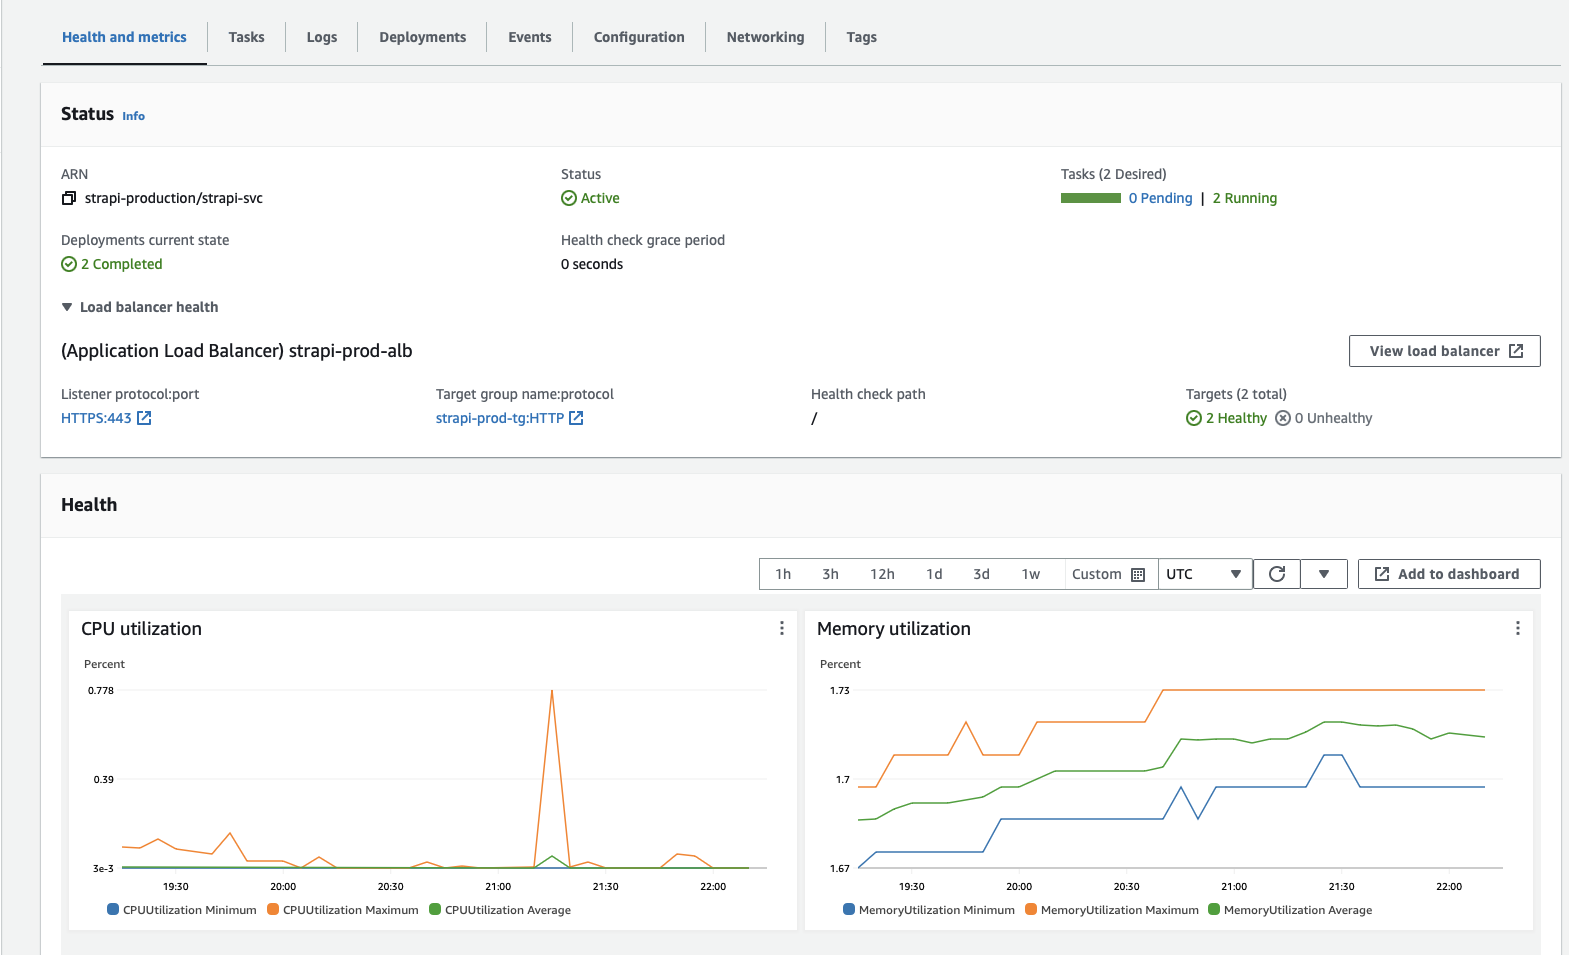 Health and metrics Tasks Logs Deployments Events Configuration Networking Tags
Status Info
ARN Status Tasks (2 Desired)
strapi-production/strapi-svc Active 0 Pending | 2 Running
Deployments current state Health check grace period
2 Completed 0 seconds
Load balancer health
(Application Load Balancer) strapi-prod-alb View load balancer
Listener protocol:port Target group name:protocol Health check path Targets (2 total)
HTTPS:443 strapi-prod-tg:HTTP / 2 Healthy 0 Unhealthy
Health
1h 3h 12h 1d 3d 1w Custom UTC Add to dashboard
CPU utilization
Percent
0.778
0.39
3e-3
19:30 20:00 20:30 21:00 21:30 22:00
CPUUtilization Minimum CPUUtilization Maximum CPUUtilization Average
Memory utilization
Percent
1.73
1.7
1.67
19:30 20:00 20:30 21:00 21:30 22:00
MemoryUtilization Minimum MemoryUtilization Maximum MemoryUtilization Average